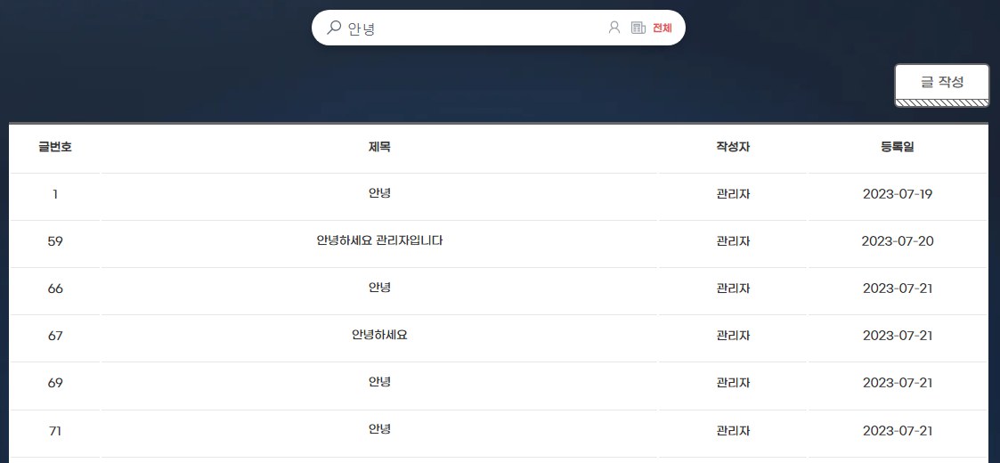 안녕 전체
글 작성
글번호 제목 작성자 등록일
1 안녕 관리자 2023-07-19
59 안녕하세요 관리자입니다 관리자 2023-07-20
66 안녕 관리자 2023-07-21
67 안녕하세요 관리자 2023-07-21
69 안녕 관리자 2023-07-21
71 안녕 관리자 2023-07-21